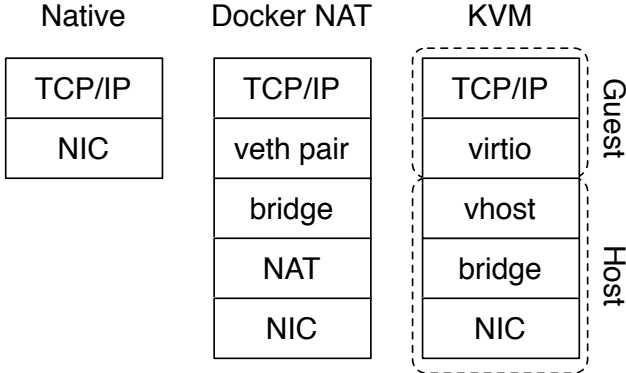 Native
TCP/IP
NIC
Docker NAT
TCP/IP
veth pair
bridge
NAT
NIC
KVM
TCP/IP
virtio
vhost
bridge
NIC
Guest
Host